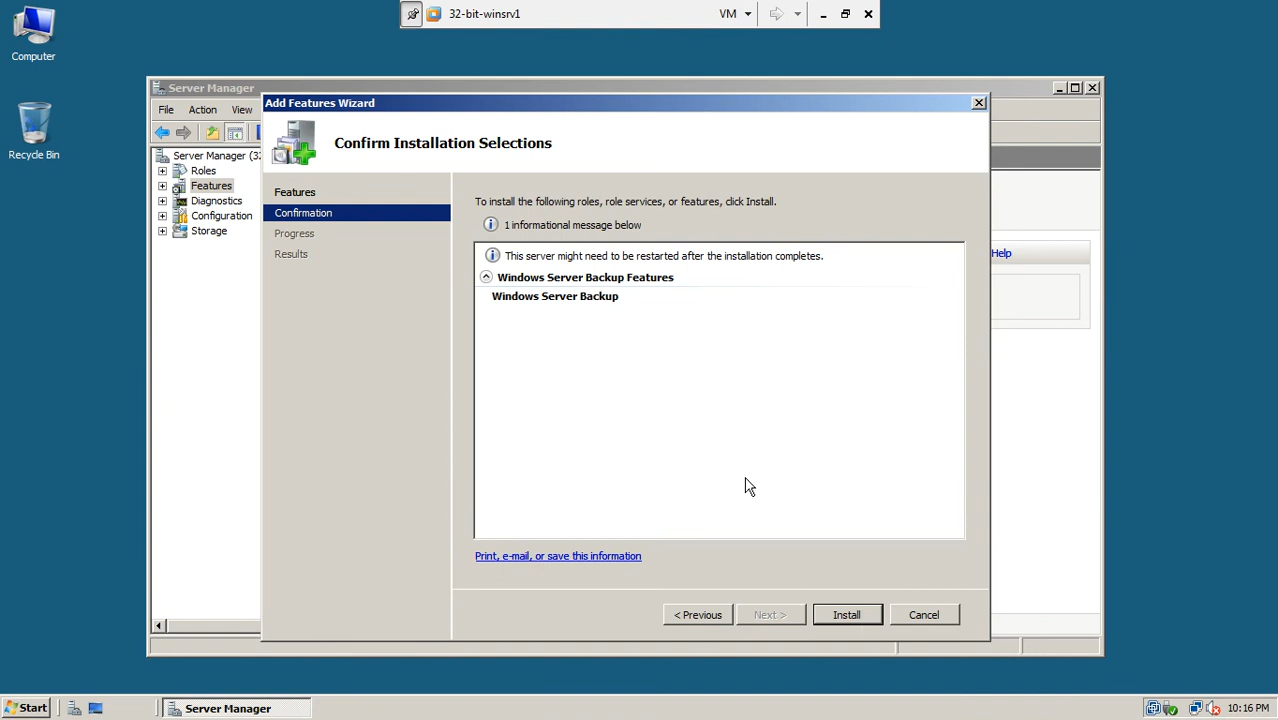 32-bit-winsrv1
VM
Computer
Recycle Bin
Server Manager
File Action View
Server Manager (32
Roles
Features
Diagnostics
Configuration
Storage
Add Features Wizard
Confirm Installation Selections
Features
Confirmation
Progress
Results
To install the following roles, role services, or features, click Install.
1 informational message below
This server might need to be restarted after the installation completes.
Windows Server Backup Features
Windows Server Backup
Print, e-mail, or save this information
< Previous Next > Install Cancel
Help
Start Server Manager 10:16 PM